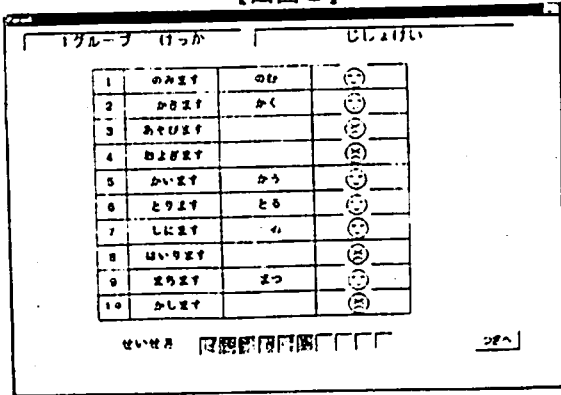 1グループ けっか じしょけい
1 のみます のむ
2 かきます かく
3 あそびます
4 およぎます
5 かいます かう
6 とります とる
7 しにます
8 はいります
9 まちます まつ
10 かします
せいせき
つぎへ